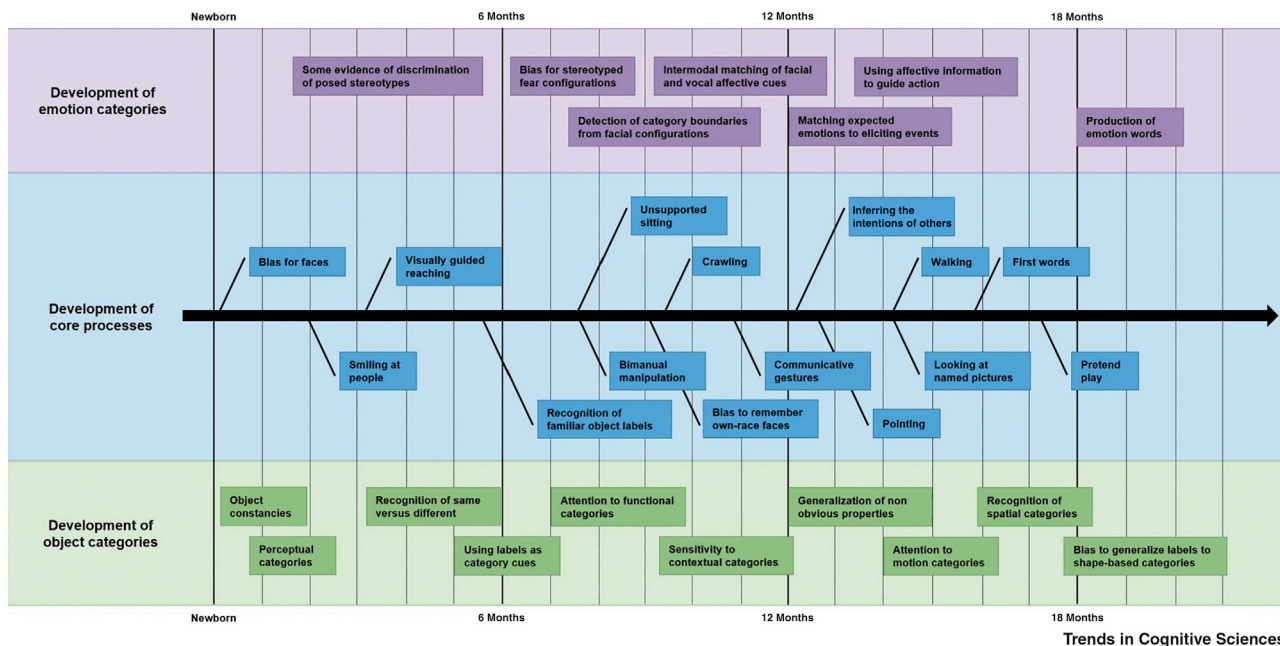 Newborn
6 Months
12 Months
18 Months
Development of
emotion categories
Some evidence of discrimination
of posed stereotypes
Bias for stereotyped
fear configurations
Intermodal matching of facial
and vocal affective cues
Using affective information
to guide action
Detection of category boundaries
from facial configurations
Matching expected
emotions to eliciting events
Production of
emotion words
Development of
core processes
Unsupported
sitting
Inferring the
intentions of others
Bias for faces
Visually guided
reaching
Crawling
Walking
First words
Smiling at
people
Bimanual
manipulation
Communicative
gestures
Looking at
named pictures
Pretend
play
Recognition of
familiar object labels
Bias to remember
own-race faces
Pointing
Development of
object categories
Object
constancies
Recognition of same
versus different
Attention to functional
categories
Generalization of non
obvious properties
Recognition of
spatial categories
Perceptual
categories
Using labels as
category cues
Sensitivity to
contextual categories
Attention to
motion categories
Bias to generalize labels to
shape-based categories
Newborn
6 Months
12 Months
18 Months
Trends in Cognitive Sciences